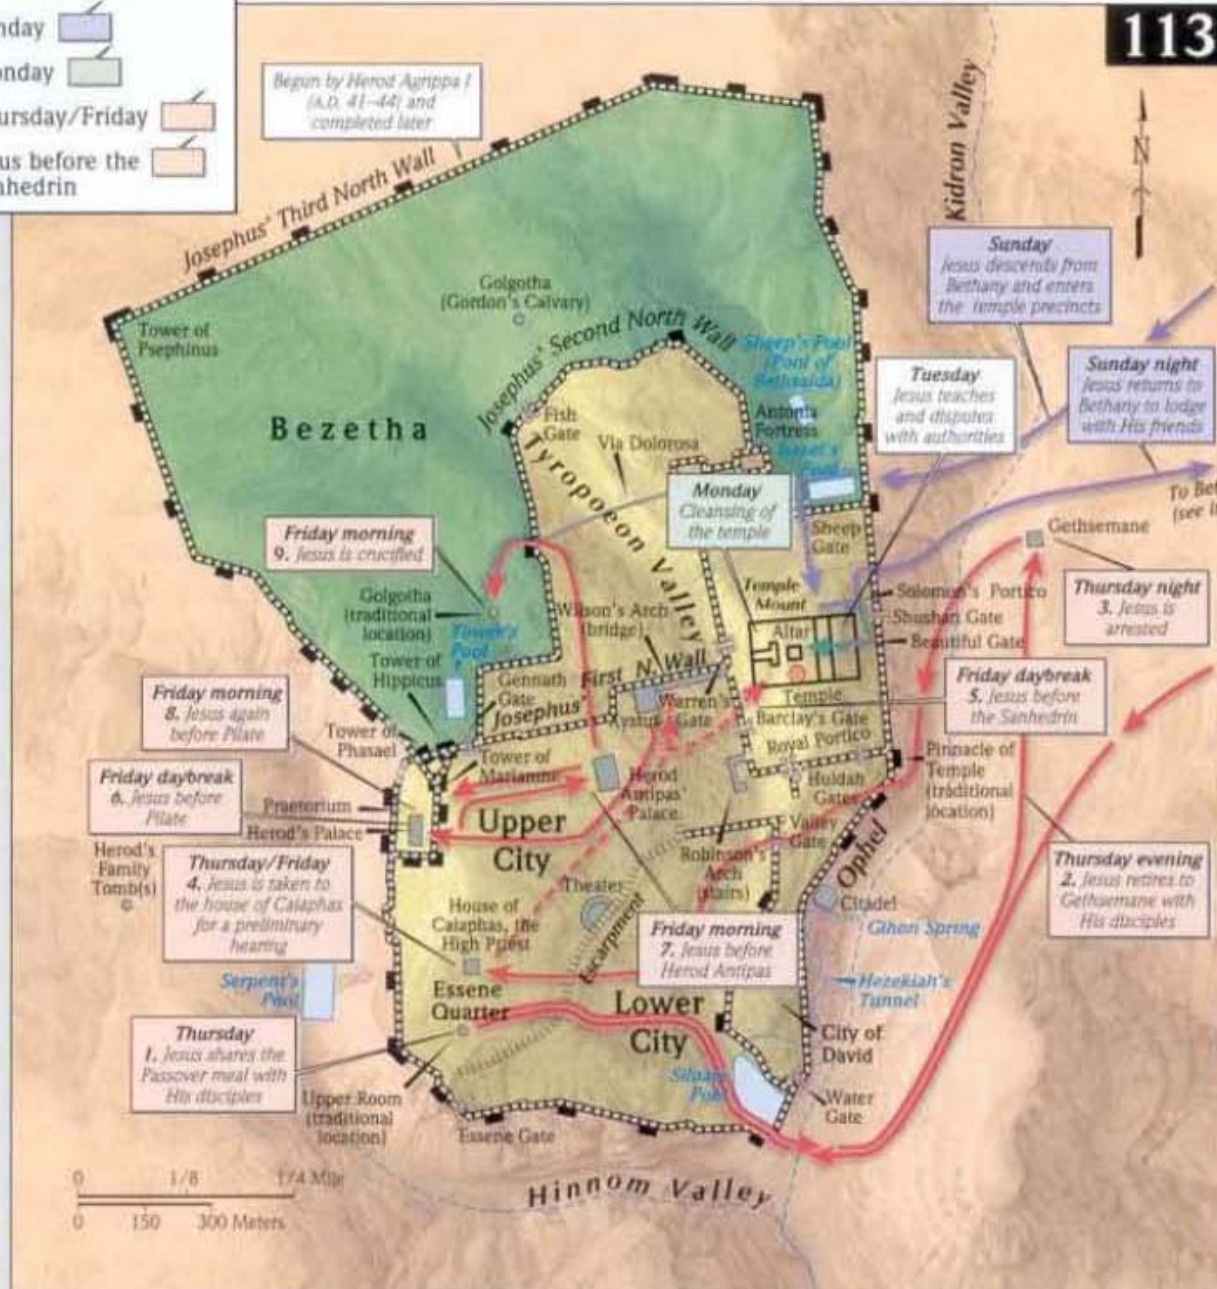 113
Thursday/Friday
before the
Begun by Herod Agrippa I
(A.D. 41–44) and
completed later
Josephus' Third North Wall
Kidron Valley
N
Sunday
Jesus descends from
Bethany and enters
the temple precincts
Golgotha
(Gordon's Calvary)
Tower of
Psephinus
Josephus' Second North Wall
Sheep's Pool
(Pool of
Bethsaida)
Sunday night
Jesus returns to
Bethany to lodge
with His friends
Tuesday
Jesus teaches
and disputes
with authorities
Bezetha
Fish
Gate
Antonia
Fortress
Israel's
Pool
Via Dolorosa
Tyropoeon Valley
Monday
Cleansing of
the temple
To
(see
Gethsemane
Sheep
Gate
Friday morning
9. Jesus is crucified
Thursday night
3. Jesus is
arrested
Temple
Mount
Solomon's Portico
Shushan Gate
Beautiful Gate
Golgotha
(traditional
location)
Tower's
Pool
Wilson's Arch
(bridge)
Altar
Temple
Tower of
Hippicus
Gennath
Gate
Josephus' First N. Wall
Warren's
Gate
Xystus
Barclay's Gate
Royal Portico
Friday daybreak
5. Jesus before
the Sanhedrin
Friday morning
8. Jesus again
before Pilate
Tower of
Phasael
Tower of
Mariamne
Herod
Antipas'
Palace
Huldah
Gates
Pinnacle of
Temple
(traditional
location)
Friday daybreak
6. Jesus before
Pilate
Praetorium
Herod's Palace
Upper
City
Valley
Gate
Robinson's
Arch
(stairs)
Ophel
Herod's
Family
Tomb(s)
Thursday/Friday
4. Jesus is taken to
the house of Caiaphas
for a preliminary
hearing
Thursday evening
2. Jesus retires to
Gethsemane with
His disciples
Theater
House of
Caiaphas, the
High Priest
Escarpment
Citadel
Gihon Spring
Friday morning
7. Jesus before
Herod Antipas
Serpent's
Pool
Essene
Quarter
Hezekiah's
Tunnel
Lower
City
City of
David
Thursday
1. Jesus shares the
Passover meal with
His disciples
Siloam
Pool
Upper Room
(traditional
location)
Water
Gate
Essene Gate
Hinnom Valley
0 1/8 1/4 Mile
0 150 300 Meters